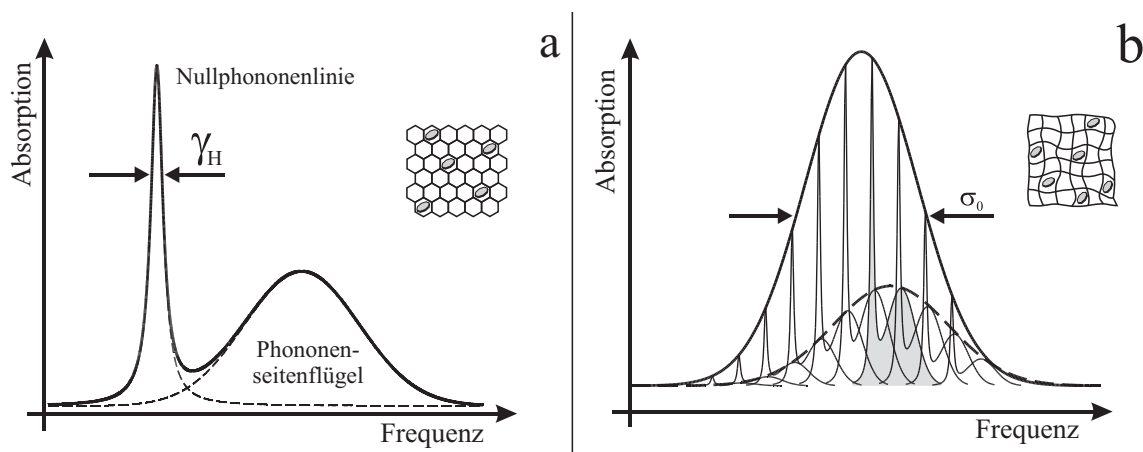 a
Absorption
Nullphononenlinie
γH
Phononen-
seitenflügel
Frequenz
b
Absorption
σ0
Frequenz